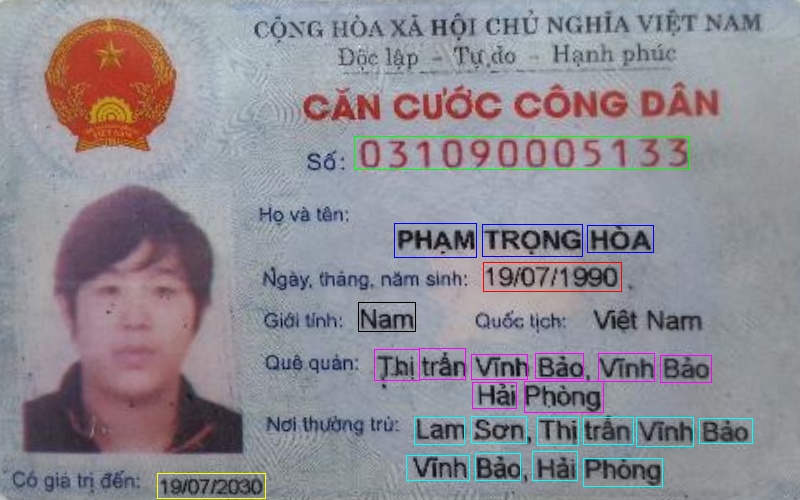 CỘNG HÒA XÃ HỘI CHỦ NGHĨA VIỆT NAM
Độc lập - Tự do - Hạnh phúc
CĂN CƯỚC CÔNG DÂN
Số: 031090005133
Họ và tên:
PHẠM TRỌNG HÒA
Ngày, tháng, năm sinh: 19/07/1990
Giới tính: Nam Quốc tịch: Việt Nam
Quê quán: Thị trấn Vĩnh Bảo, Vĩnh Bảo
Hải Phòng
Nơi thường trú: Lam Sơn, Thị trấn Vĩnh Bảo
Vĩnh Bảo, Hải Phòng
Có giá trị đến: 19/07/2030